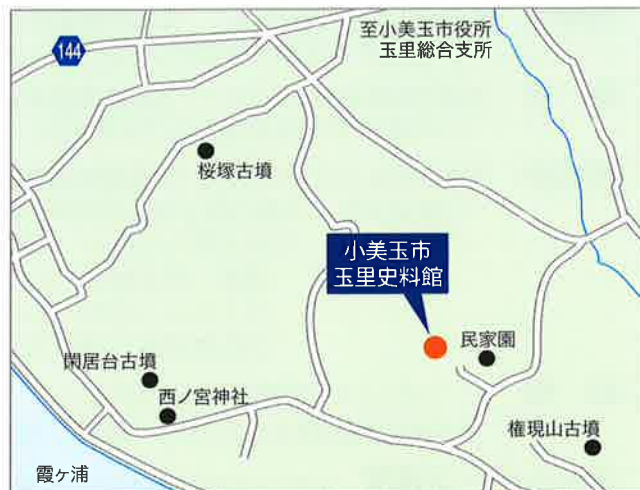 144
至小美玉市役所
玉里総合支所
桜塚古墳
小美玉市
玉里史料館
民家園
閑居台古墳
西ノ宮神社
権現山古墳
霞ヶ浦